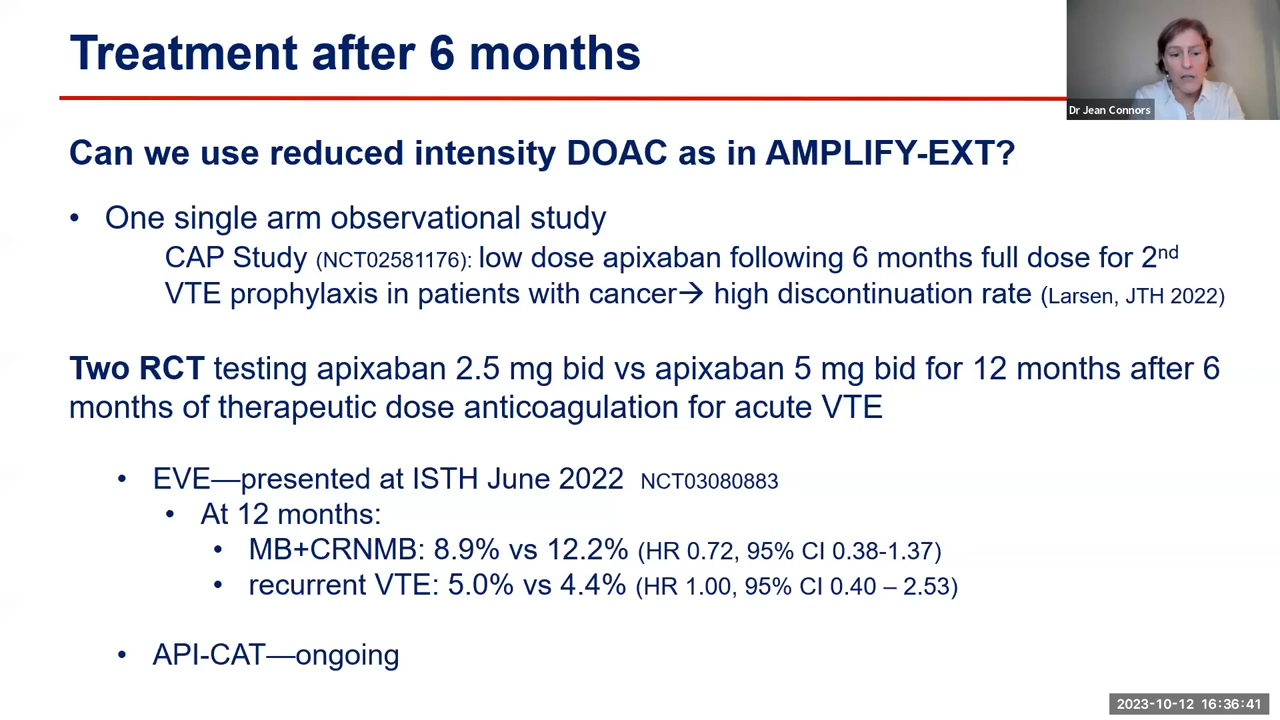 Treatment after 6 months
Dr Jean Connors
Can we use reduced intensity DOAC as in AMPLIFY-EXT?
• One single arm observational study
CAP Study (NCT02581176): low dose apixaban following 6 months full dose for 2nd
VTE prophylaxis in patients with cancer→ high discontinuation rate (Larsen, JTH 2022)
Two RCT testing apixaban 2.5 mg bid vs apixaban 5 mg bid for 12 months after 6
months of therapeutic dose anticoagulation for acute VTE
• EVE—presented at ISTH June 2022 NCT03080883
• At 12 months:
• MB+CRNMB: 8.9% vs 12.2% (HR 0.72, 95% CI 0.38-1.37)
• recurrent VTE: 5.0% vs 4.4% (HR 1.00, 95% CI 0.40 – 2.53)
• API-CAT—ongoing
2023-10-12 16:36:41